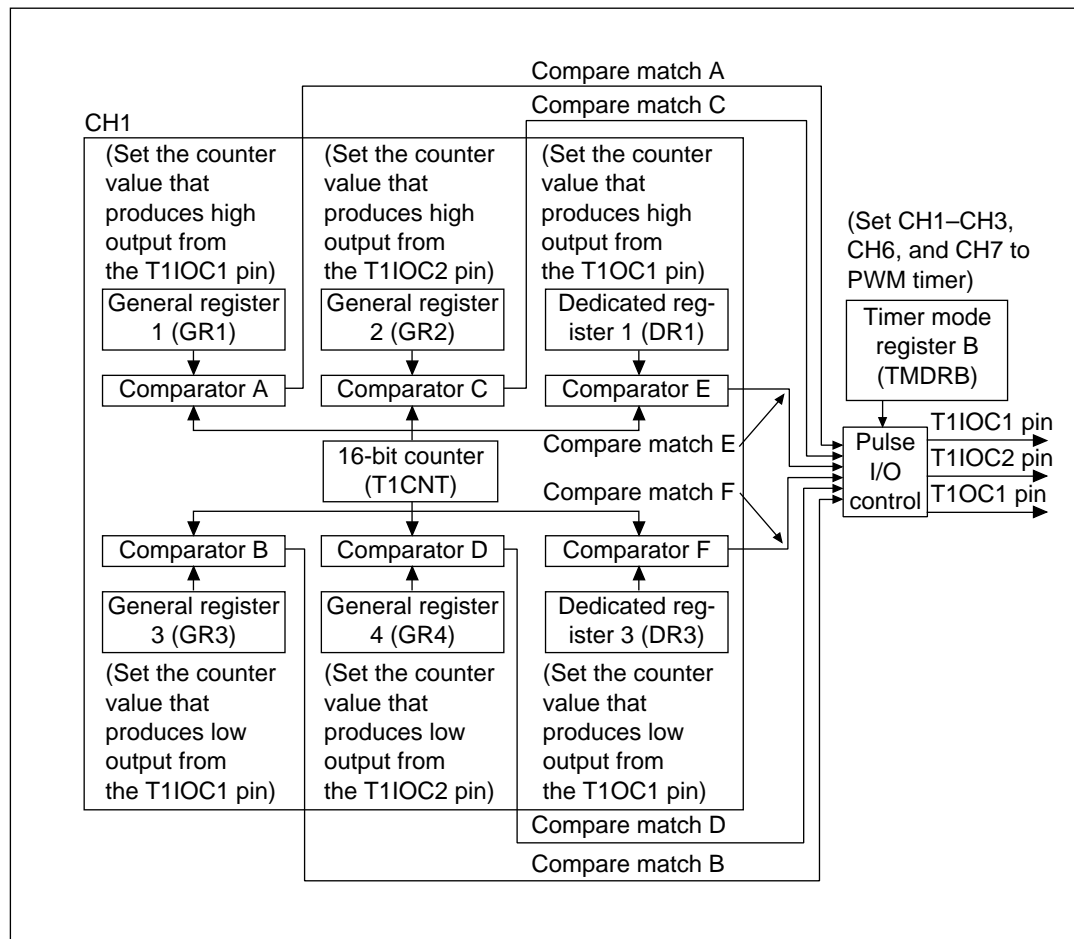 Compare match A
Compare match C
CH1
(Set the counter
value that
produces high
output from
the T1IOC1 pin)
(Set the counter
value that
produces high
output from
the T1IOC2 pin)
(Set the counter
value that
produces high
output from
the T1OC1 pin)
(Set CH1–CH3,
CH6, and CH7 to
PWM timer)
General register
1 (GR1)
General register
2 (GR2)
Dedicated reg-
ister 1 (DR1)
Timer mode
register B
(TMDRB)
Comparator A
Comparator C
Comparator E
Compare match E
16-bit counter
(T1CNT)
Compare match F
Pulse
I/O
control
T1IOC1 pin
T1IOC2 pin
T1OC1 pin
Comparator B
Comparator D
Comparator F
General register
3 (GR3)
General register
4 (GR4)
Dedicated reg-
ister 3 (DR3)
(Set the counter
value that
produces low
output from
the T1IOC1 pin)
(Set the counter
value that
produces low
output from
the T1IOC2 pin)
(Set the counter
value that
produces low
output from
the T1OC1 pin)
Compare match D
Compare match B